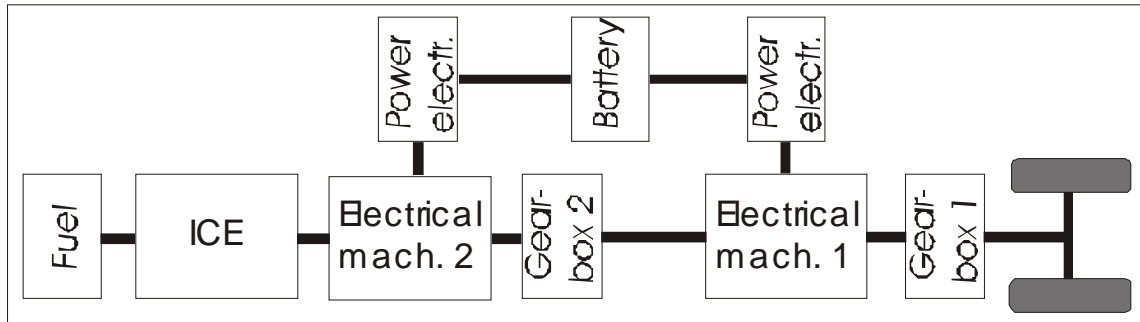 Power
electr.
Battery
Power
electr.
Fuel
ICE
Electrical
mach. 2
Gear-
box 2
Electrical
mach. 1
Gear-
box 1